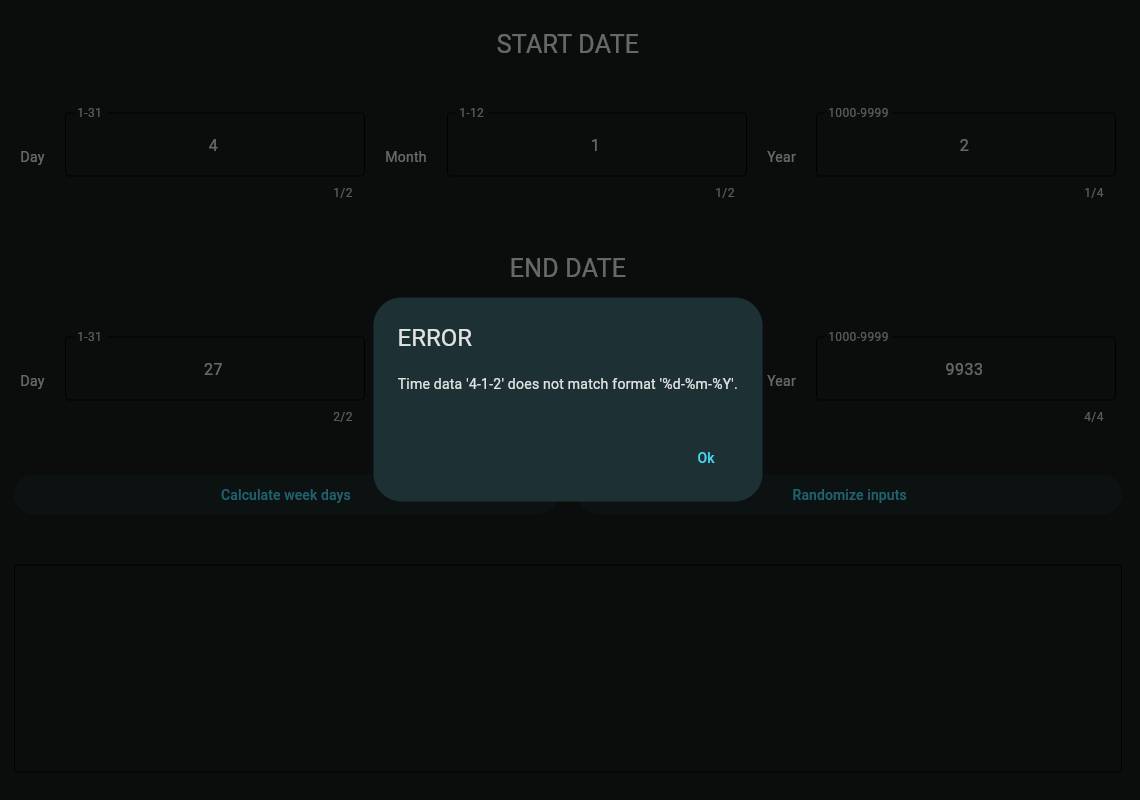 START DATE
1-31
1-12
1000-9999
Day
4
Month
1
Year
2
1/2
1/2
1/4
END DATE
1-31
1000-9999
Day
27
Year
9933
2/2
4/4
ERROR
Time data '4-1-2' does not match format '%d-%m-%Y'.
Ok
Calculate week days
Randomize inputs